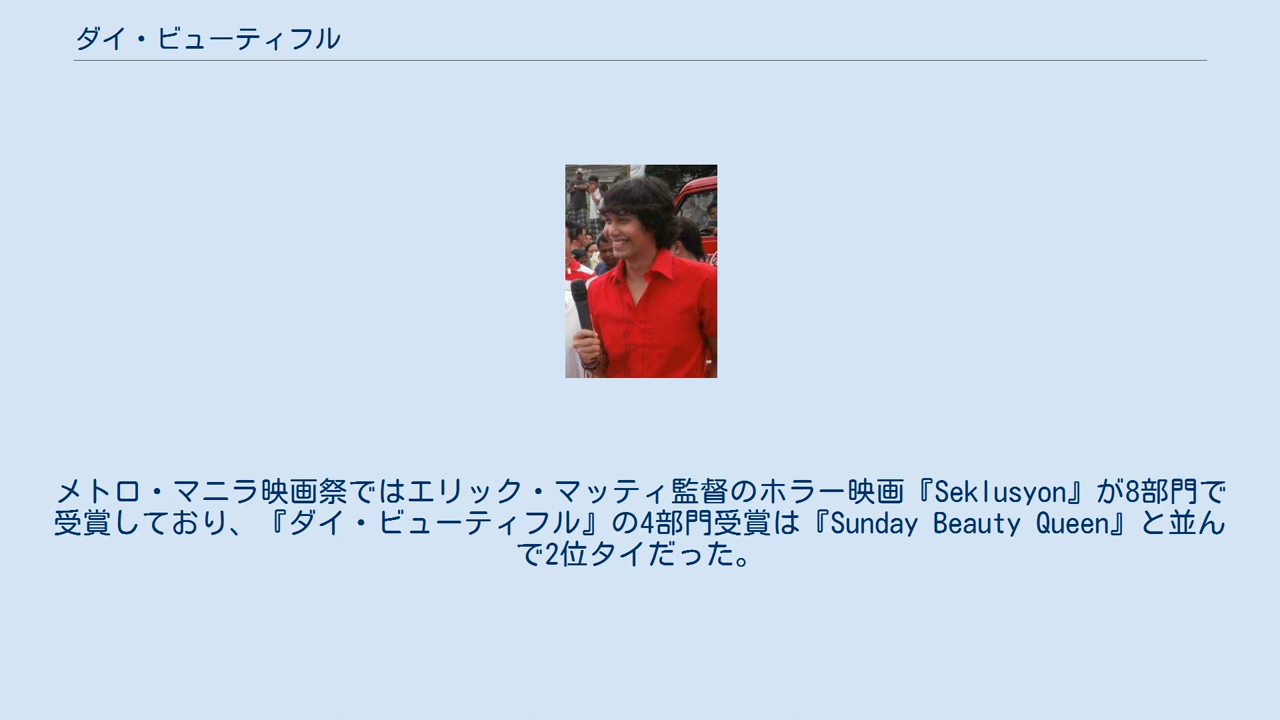 ダイ・ビューティフル
メトロ・マニラ映画祭ではエリック・マッティ監督のホラー映画『Seklusyon』が8部門で
受賞しており、『ダイ・ビューティフル』の4部門受賞は『Sunday Beauty Queen』と並ん
で2位タイだった。